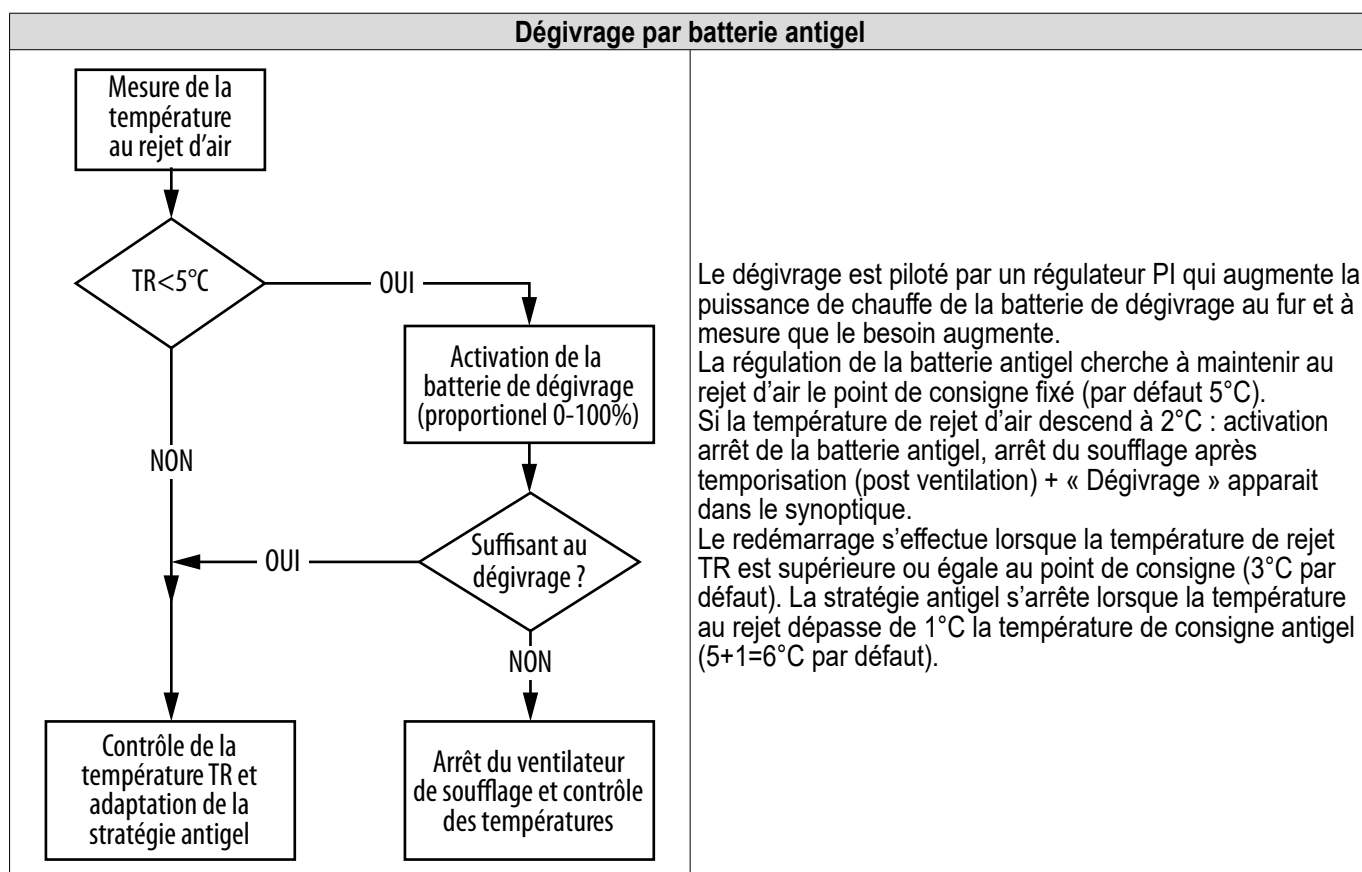 Dégivrage par batterie antigel
Mesure de la
température
au rejet d'air
TR<5°C
OUI
Activation de la
batterie de dégivrage
(proportionel 0-100%)
NON
Suffisant au
dégivrage ?
OUI
NON
Contrôle de la
température TR et
adaptation de la
stratégie antigel
Arrêt du ventilateur
de soufflage et contrôle
des températures
Le dégivrage est piloté par un régulateur PI qui augmente la
puissance de chauffe de la batterie de dégivrage au fur et à
mesure que le besoin augmente.
La régulation de la batterie antigel cherche à maintenir au
rejet d'air le point de consigne fixé (par défaut 5°C).
Si la température de rejet d'air descend à 2°C : activation
arrêt de la batterie antigel, arrêt du soufflage après
temporisation (post ventilation) + « Dégivrage » apparait
dans le synoptique.
Le redémarrage s'effectue lorsque la température de rejet
TR est supérieure ou égale au point de consigne (3°C par
défaut). La stratégie antigel s'arrête lorsque la température
au rejet dépasse de 1°C la température de consigne antigel
(5+1=6°C par défaut).